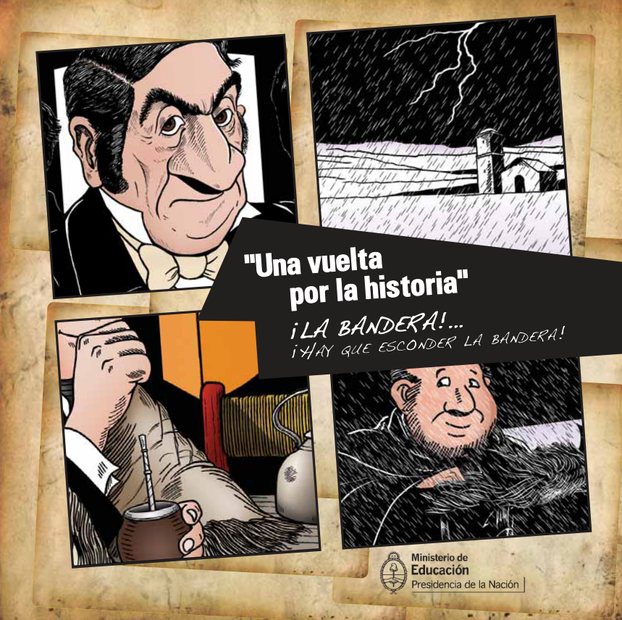 "Una vuelta
por la historia"
¡LA BANDERA!...
¡HAY QUE ESCONDER LA BANDERA!
Ministerio de
Educación
Presidencia de la Nación